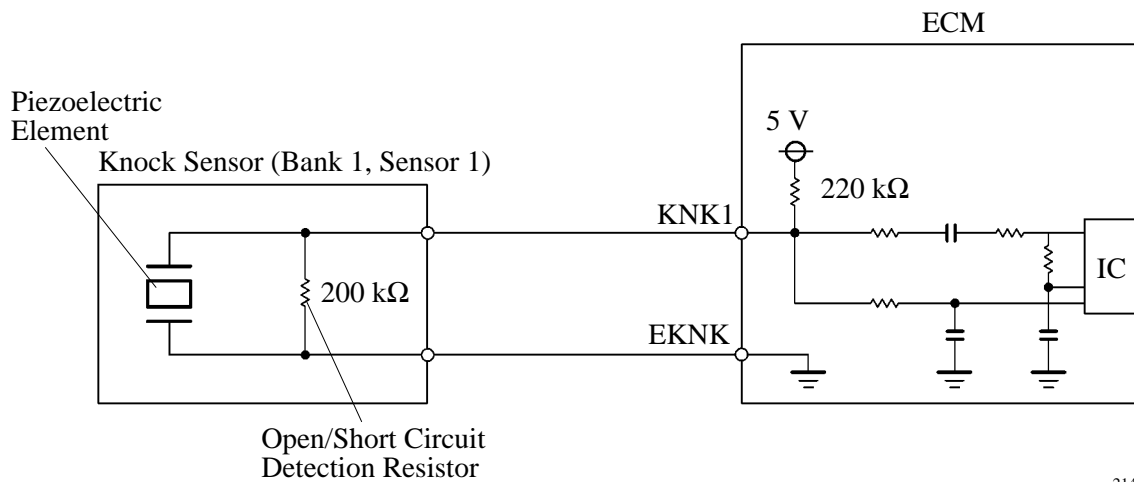 ECM
Piezoelectric
Element
5 V
Knock Sensor (Bank 1, Sensor 1)
220 kΩ
KNK1
IC
200 kΩ
EKNK
Open/Short Circuit
Detection Resistor